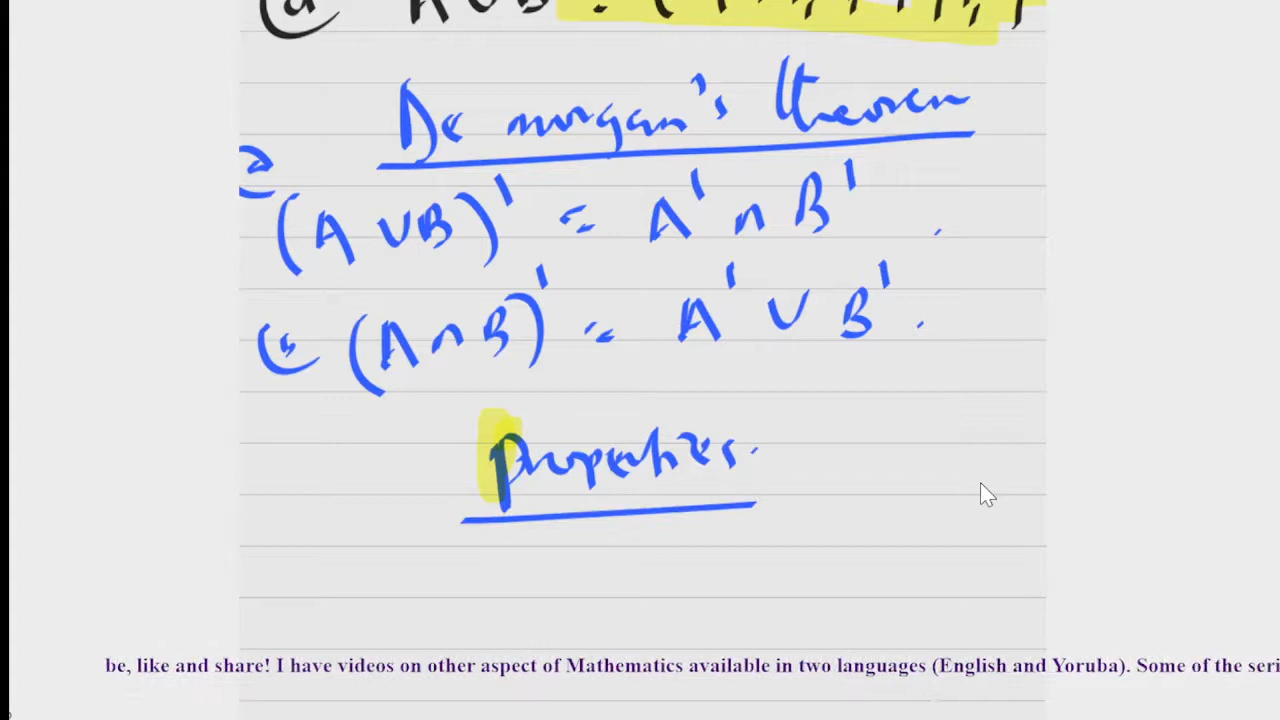 A ∪ B
De morgan's theorem
(A ∪ B)' = A' ∩ B'.
(A ∩ B)' = A' ∪ B'.
properties.
be, like and share! I have videos on other aspect of Mathematics available in two languages (English and Yoruba). Some of the seri